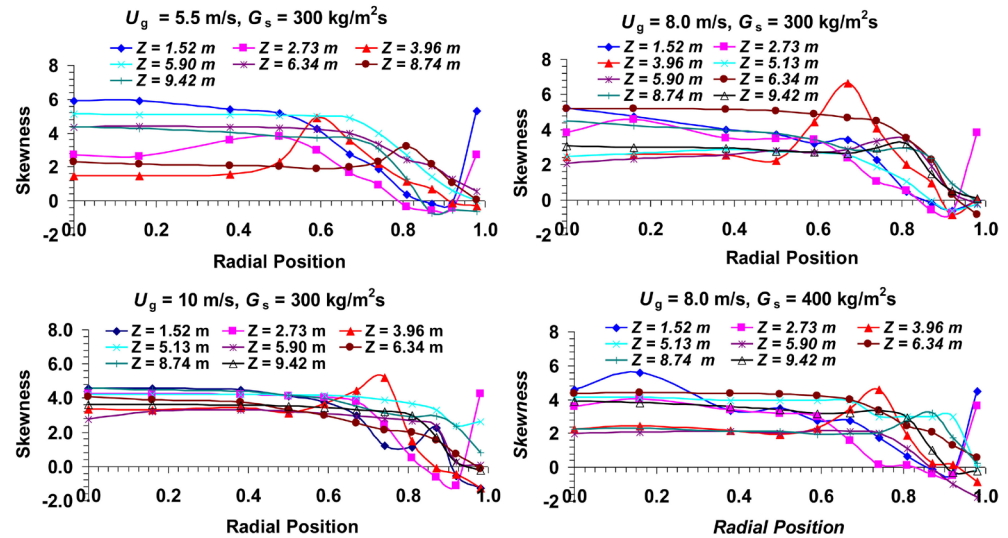 U_g = 5.5 m/s, G_s = 300 kg/m²s
Z = 1.52 m Z = 2.73 m Z = 3.96 m
Z = 5.90 m Z = 6.34 m Z = 8.74 m
Z = 9.42 m
8
6
4
2
0
-2
Skewness
0.0 0.2 0.4 0.6 0.8 1.0
Radial Position
U_g = 8.0 m/s, G_s = 300 kg/m²s
Z = 1.52 m Z = 2.73 m
Z = 3.96 m Z = 5.13 m
Z = 5.90 m Z = 6.34 m
Z = 8.74 m Z = 9.42 m
8
6
4
2
0
-2
Skewness
0.0 0.2 0.4 0.6 0.8 1.0
Radial Position
U_g = 10 m/s, G_s = 300 kg/m²s
Z = 1.52 m Z = 2.73 m Z = 3.96 m
Z = 5.13 m Z = 5.90 m Z = 6.34 m
Z = 8.74 m Z = 9.42 m
8.0
6.0
4.0
2.0
0.0
-2.0
Skewness
0.0 0.2 0.4 0.6 0.8 1.0
Radial Position
U_g = 8.0 m/s, G_s = 400 kg/m²s
Z = 1.52 m Z = 2.73 m Z = 3.96 m
Z = 5.13 m Z = 5.90 m Z = 6.34 m
Z = 8.74 m Z = 9.42 m
8
6
4
2
0
-2
Skewness
0.0 0.2 0.4 0.6 0.8 1.0
Radial Position